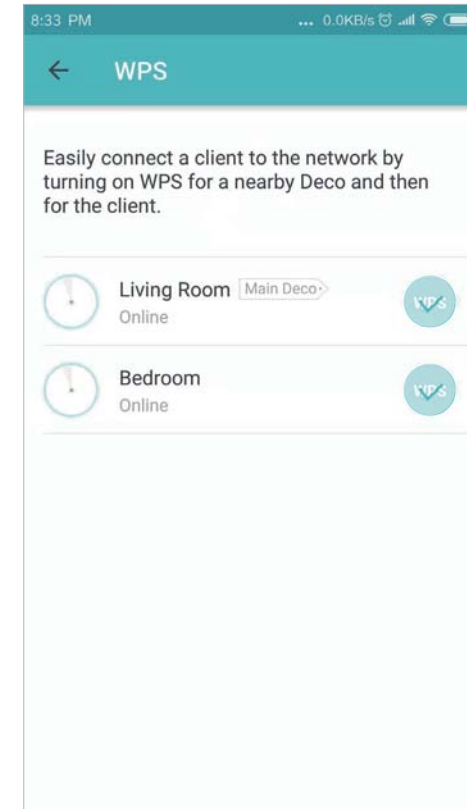 8:33 PM ... 0.0KB/s
WPS
Easily connect a client to the network by
turning on WPS for a nearby Deco and then
for the client.
Living Room Main Deco
Online
WPS
Bedroom
Online
WPS